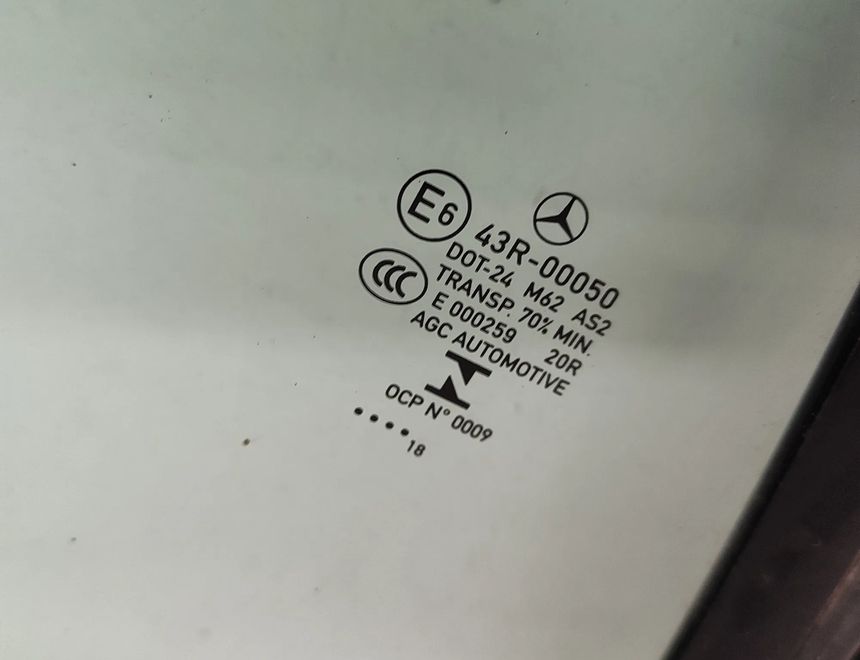 E6
43R-00050
DOT-24 M62 AS2
CCC
TRANSP. 70% MIN.
E 000259 20R
AGC AUTOMOTIVE
OCP N° 0009
•••• 18